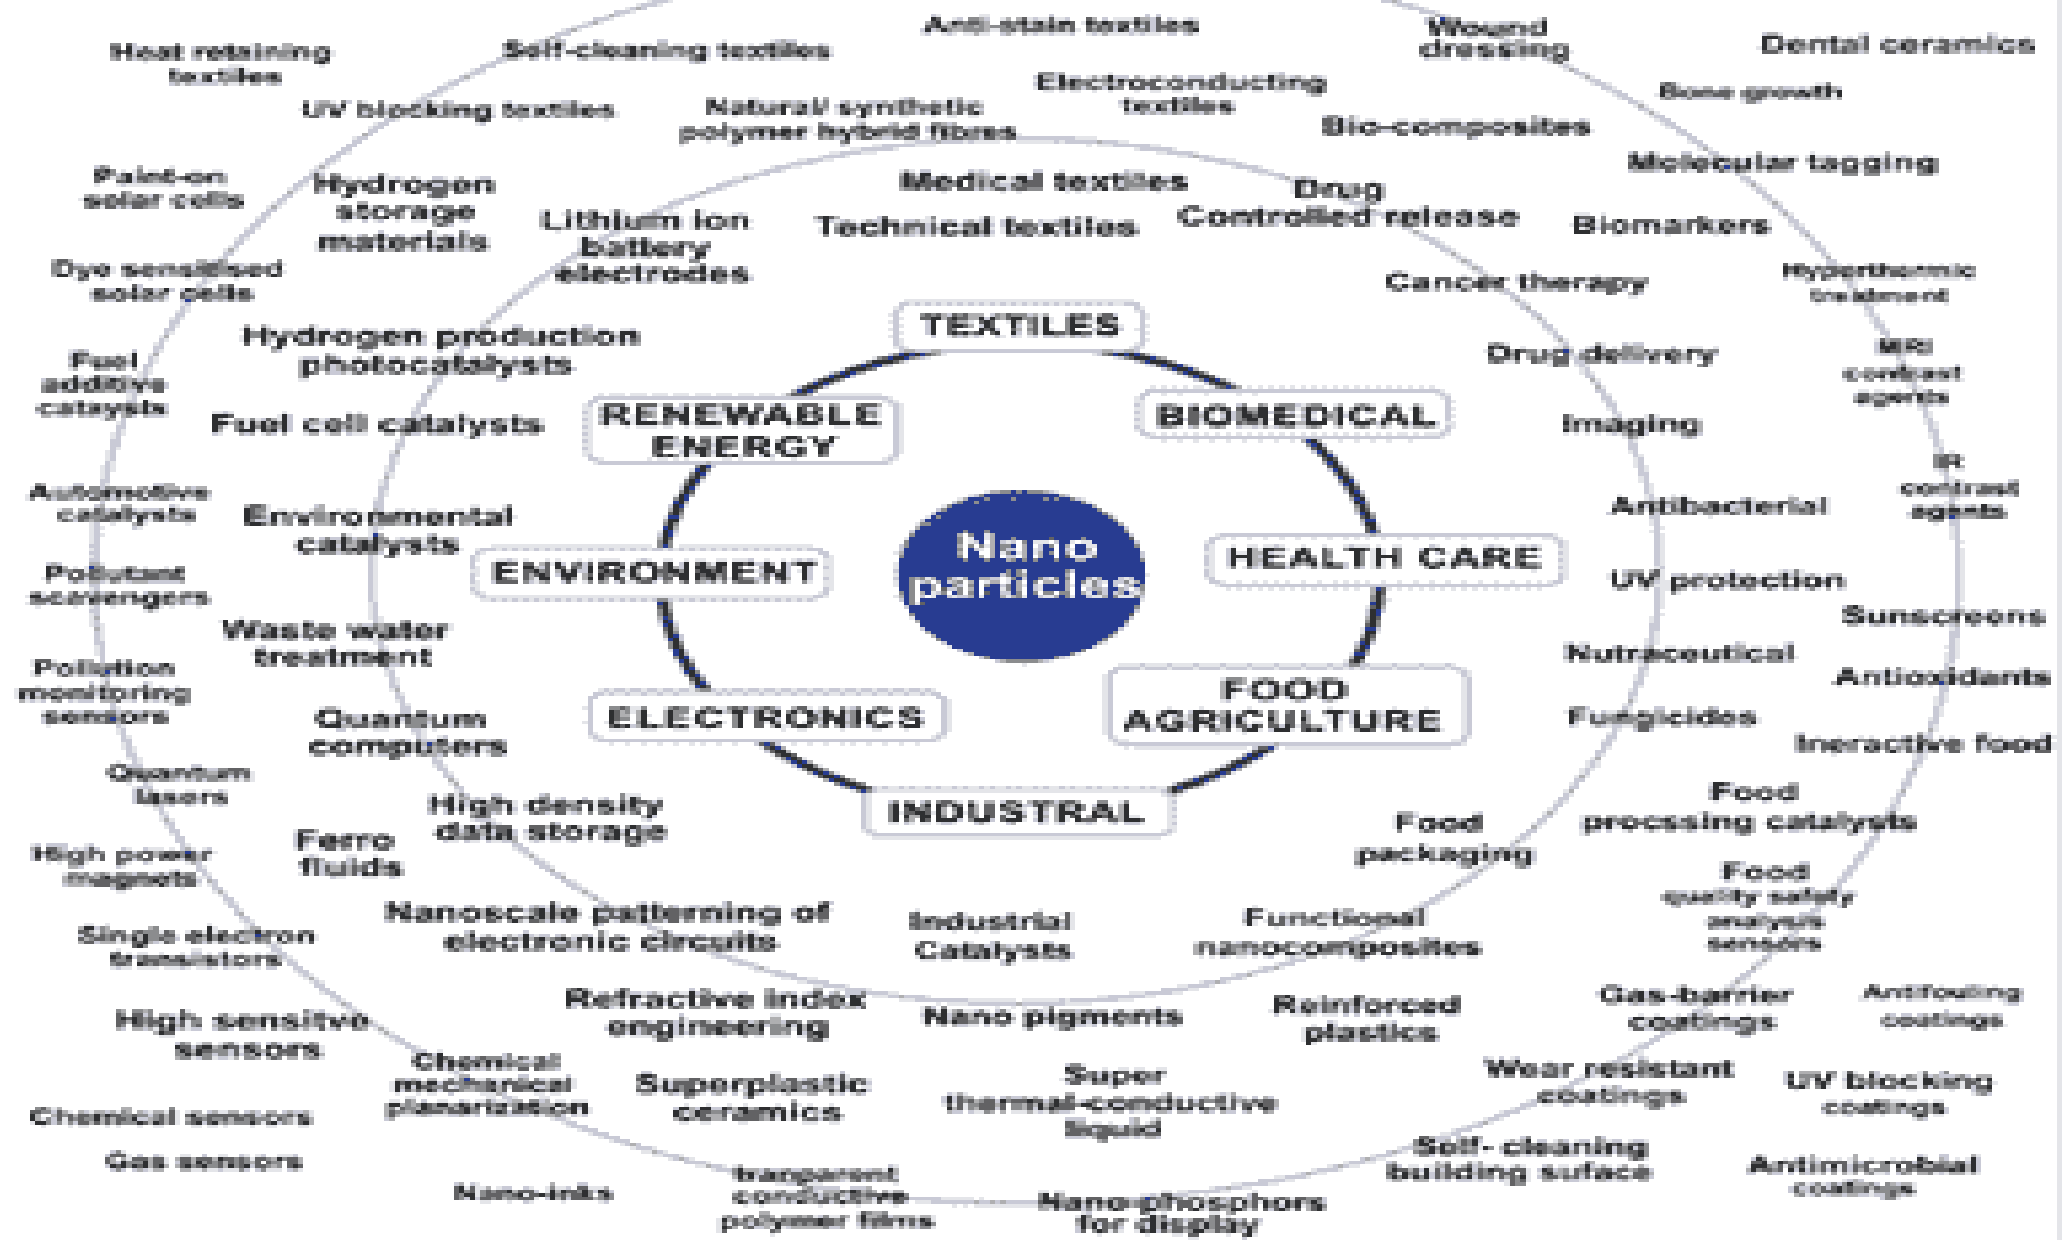 Anti-stain textiles
Wound
dressing
Dental ceramics
Heat retaining
textiles
Self-cleaning textiles
Electroconducting
textiles
Bone growth
UV blocking textiles
Natural/ synthetic
polymer hybrid fibres
Bio-composites
Molecular tagging
Paint-on
solar cells
Hydrogen
storage
materials
Lithium ion
battery
electrodes
Medical textiles
Technical textiles
Drug
Controlled release
Biomarkers
Dye sensitised
solar cells
Cancer therapy
Hyperthermic
treatment
Hydrogen production
photocatalysts
TEXTILES
Drug delivery
MRI
contrast
agents
Fuel
additive
cataysts
Fuel cell catalysts
RENEWABLE
ENERGY
BIOMEDICAL
Imaging
IR
contrast
agents
Automotive
catalysts
Environmental
catalysts
Nano
particles
Antibacterial
ENVIRONMENT
HEALTH CARE
Pollutant
scavengers
UV protection
Sunscreens
Waste water
treatment
Nutraceutical
Antioxidants
Pollution
monitoring
sensors
Quantum
computers
ELECTRONICS
FOOD
AGRICULTURE
Fungicides
Ineractive food
Quantum
lasers
High density
data storage
INDUSTRAL
Food
packaging
Food
procssing catalysts
High power
magnets
Ferro
fluids
Food
quality safety
analysis
sensors
Nanoscale patterning of
electronic circuits
Industrial
Catalysts
Functional
nanocomposites
Single electron
transistors
Refractive index
engineering
Nano pigments
Reinforced
plastics
Gas-barrier
coatings
Antifouling
coatings
High sensitve
sensors
Chemical
mechanical
planarization
Superplastic
ceramics
Super
thermal-conductive
liquid
Wear resistant
coatings
UV blocking
coatings
Chemical sensors
Gas sensors
Self- cleaning
building suface
Antimicrobial
coatings
Nano-inks
tranparent
conductive
polymer films
Nano-phosphors
for display